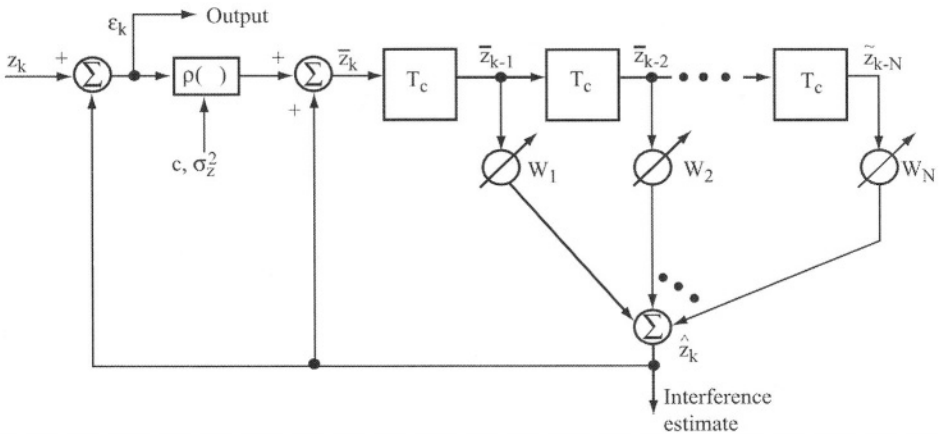 ε_k
Output
z_k
+
Σ
ρ( )
+
Σ
+
z̄_k
T_c
z̄_{k-1}
T_c
z̄_{k-2}
T_c
z̃_{k-N}
c, σ_z^2
W_1
W_2
W_N
Σ
ẑ_k
Interference
estimate